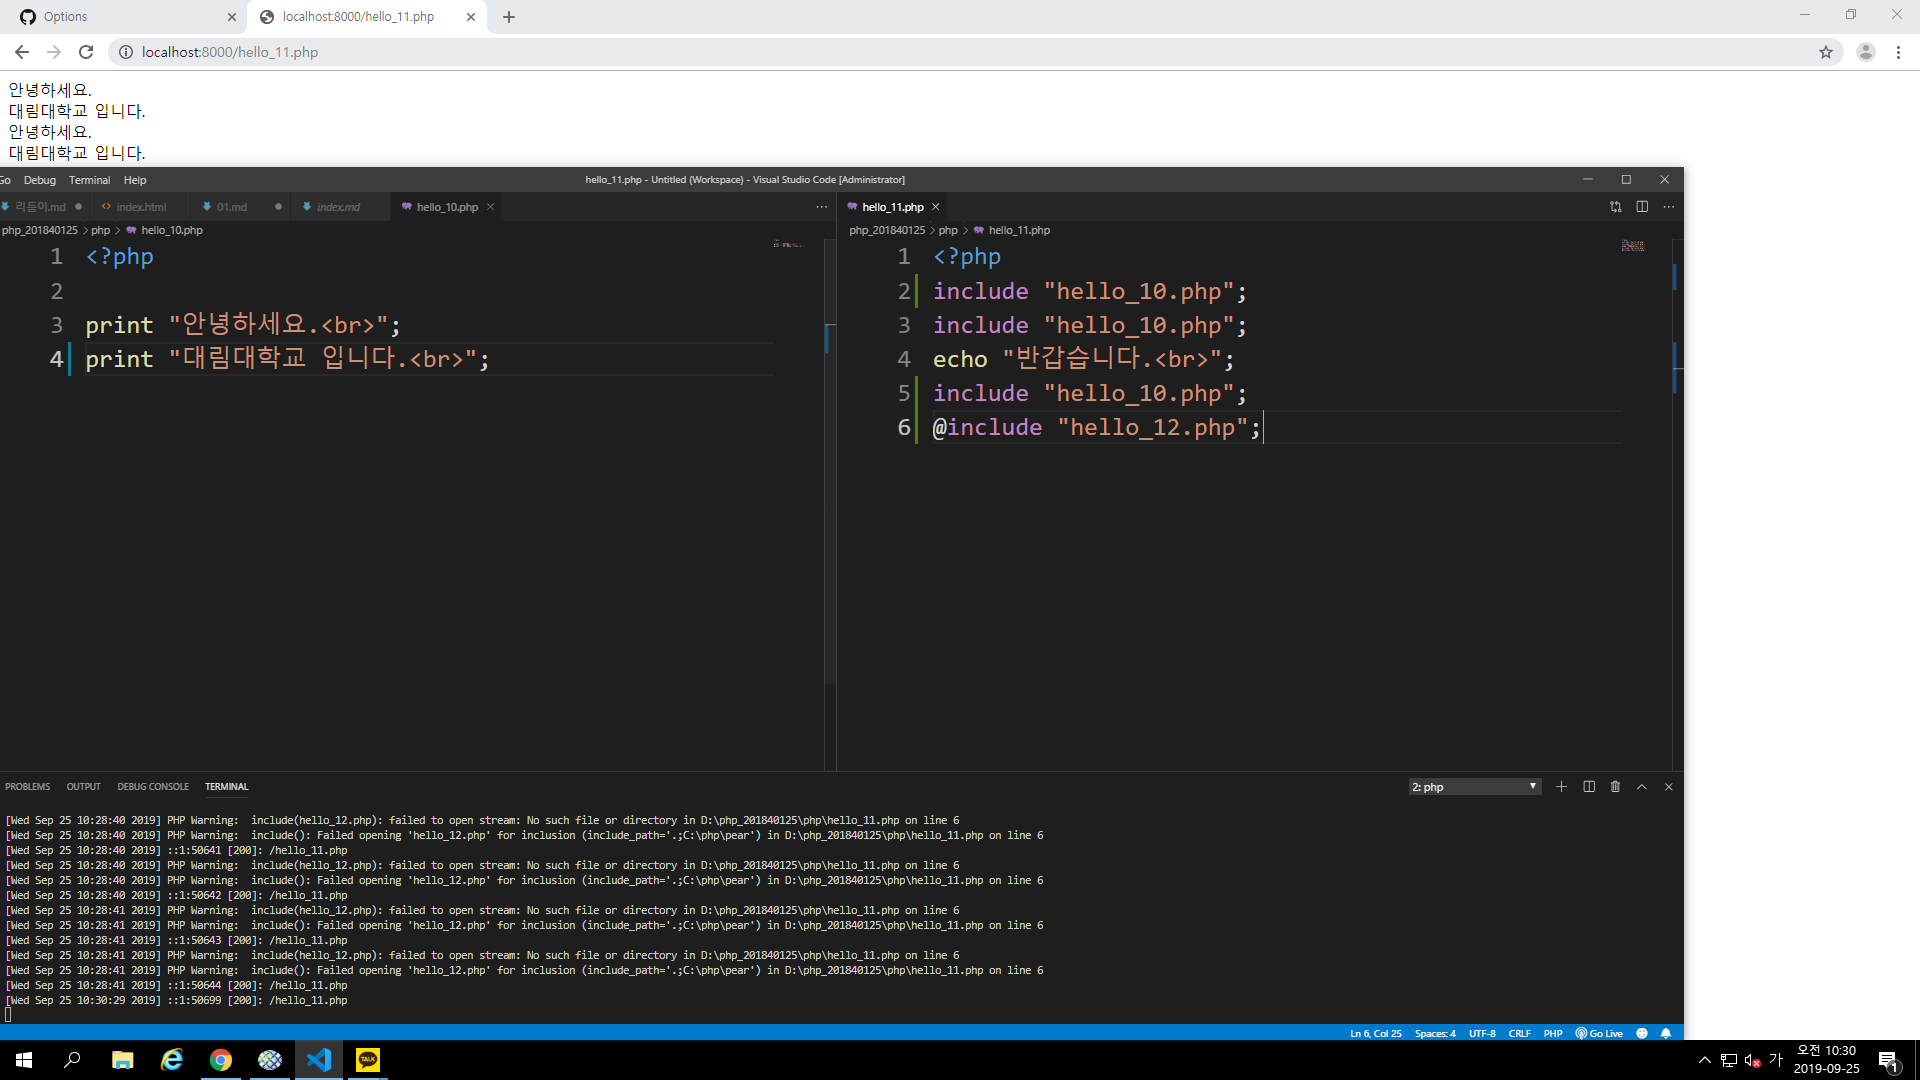 Options
localhost:8000/hello_11.php
localhost:8000/hello_11.php
안녕하세요.
대림대학교 입니다.
안녕하세요.
대림대학교 입니다.
Go Debug Terminal Help
hello_11.php - Untitled (Workspace) - Visual Studio Code [Administrator]
리듬이.md index.html 01.md index.md hello_10.php
php_201840125 > php > hello_10.php
1 <?php
2
3 print "안녕하세요.<br>";
4 print "대림대학교 입니다.<br>";
hello_11.php
php_201840125 > php > hello_11.php
1 <?php
2 include "hello_10.php";
3 include "hello_10.php";
4 echo "반갑습니다.<br>";
5 include "hello_10.php";
6 @include "hello_12.php";
PROBLEMS OUTPUT DEBUG CONSOLE TERMINAL
2: php
[Wed Sep 25 10:28:40 2019] PHP Warning:  include(hello_12.php): failed to open stream: No such file or directory in D:\php_201840125\php\hello_11.php on line 6
[Wed Sep 25 10:28:40 2019] PHP Warning:  include(): Failed opening 'hello_12.php' for inclusion (include_path='.;C:\php\pear') in D:\php_201840125\php\hello_11.php on line 6
[Wed Sep 25 10:28:40 2019] ::1:50641 [200]: /hello_11.php
[Wed Sep 25 10:28:40 2019] PHP Warning:  include(hello_12.php): failed to open stream: No such file or directory in D:\php_201840125\php\hello_11.php on line 6
[Wed Sep 25 10:28:40 2019] PHP Warning:  include(): Failed opening 'hello_12.php' for inclusion (include_path='.;C:\php\pear') in D:\php_201840125\php\hello_11.php on line 6
[Wed Sep 25 10:28:40 2019] ::1:50642 [200]: /hello_11.php
[Wed Sep 25 10:28:41 2019] PHP Warning:  include(hello_12.php): failed to open stream: No such file or directory in D:\php_201840125\php\hello_11.php on line 6
[Wed Sep 25 10:28:41 2019] PHP Warning:  include(): Failed opening 'hello_12.php' for inclusion (include_path='.;C:\php\pear') in D:\php_201840125\php\hello_11.php on line 6
[Wed Sep 25 10:28:41 2019] ::1:50643 [200]: /hello_11.php
[Wed Sep 25 10:28:41 2019] PHP Warning:  include(hello_12.php): failed to open stream: No such file or directory in D:\php_201840125\php\hello_11.php on line 6
[Wed Sep 25 10:28:41 2019] PHP Warning:  include(): Failed opening 'hello_12.php' for inclusion (include_path='.;C:\php\pear') in D:\php_201840125\php\hello_11.php on line 6
[Wed Sep 25 10:28:41 2019] ::1:50644 [200]: /hello_11.php
[Wed Sep 25 10:30:29 2019] ::1:50699 [200]: /hello_11.php
Ln 6, Col 25 Spaces: 4 UTF-8 CRLF PHP Go Live
TALK
가
오전 10:30
2019-09-25
1